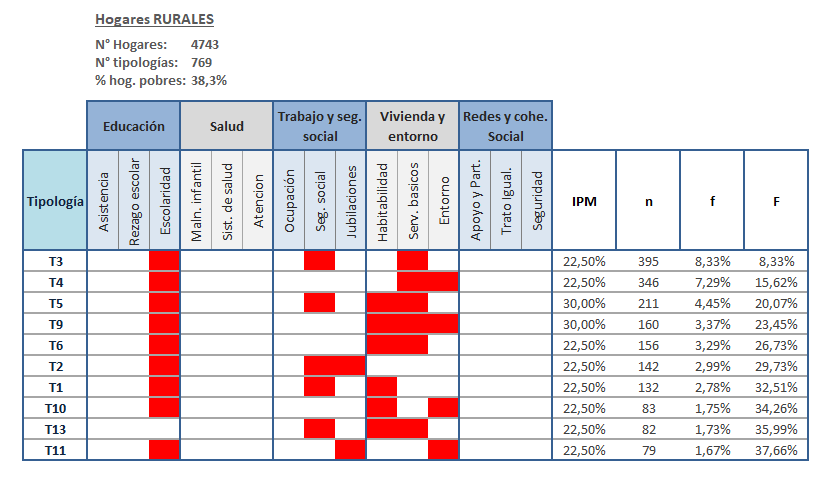 Hogares RURALES
N° Hogares: 4743
N° tipologías: 769
% hog. pobres: 38,3%
Educación Salud Trabajo y seg. social Vivienda y entorno Redes y cohe. Social
Tipología Asistencia Rezago escolar Escolaridad Maln. infantil Sist. de salud Atencion Ocupación Seg. social Jubilaciones Habitabilidad Serv. basicos Entorno Apoyo y Part. Trato Igual. Seguridad IPM n f F
T3 22,50% 395 8,33% 8,33%
T4 22,50% 346 7,29% 15,62%
T5 30,00% 211 4,45% 20,07%
T9 30,00% 160 3,37% 23,45%
T6 22,50% 156 3,29% 26,73%
T2 22,50% 142 2,99% 29,73%
T1 22,50% 132 2,78% 32,51%
T10 22,50% 83 1,75% 34,26%
T13 22,50% 82 1,73% 35,99%
T11 22,50% 79 1,67% 37,66%